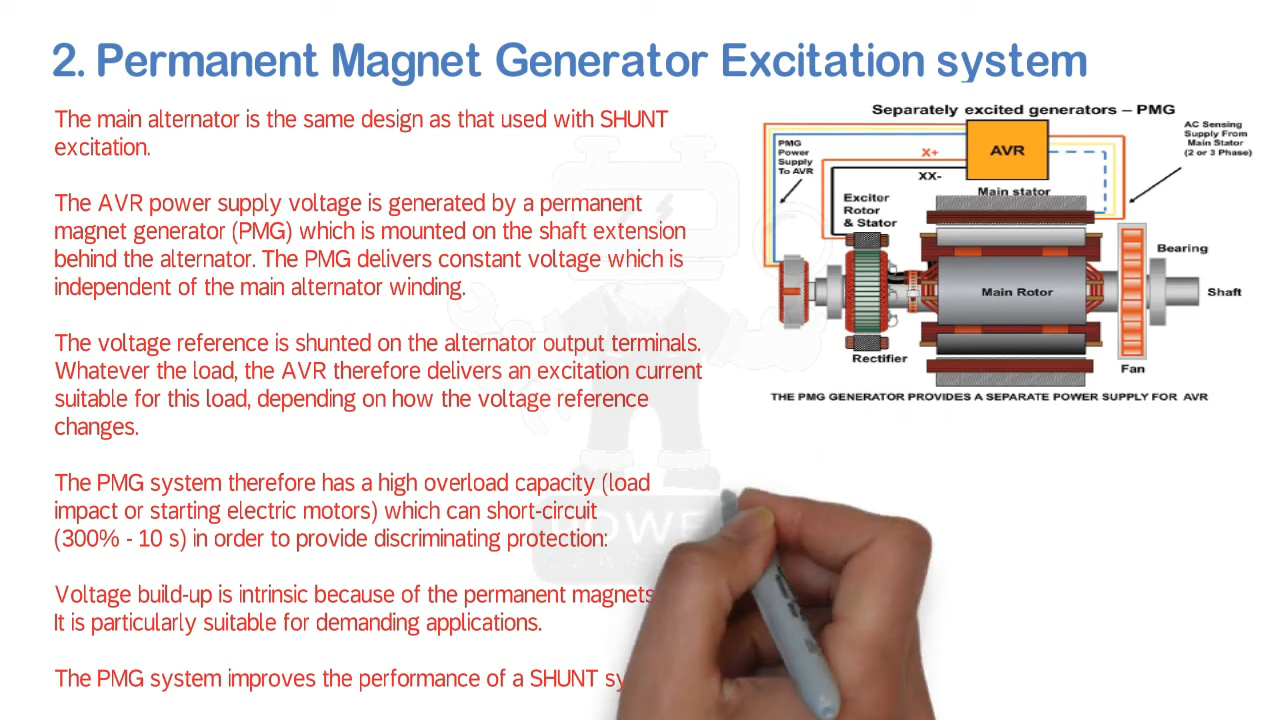 2. Permanent Magnet Generator Excitation system
The main alternator is the same design as that used with SHUNT
excitation.
The AVR power supply voltage is generated by a permanent
magnet generator (PMG) which is mounted on the shaft extension
behind the alternator. The PMG delivers constant voltage which is
independent of the main alternator winding.
The voltage reference is shunted on the alternator output terminals.
Whatever the load, the AVR therefore delivers an excitation current
suitable for this load, depending on how the voltage reference
changes.
The PMG system therefore has a high overload capacity (load
impact or starting electric motors) which can short-circuit
(300% - 10 s) in order to provide discriminating protection:
Voltage build-up is intrinsic because of the permanent magnets
It is particularly suitable for demanding applications.
The PMG system improves the performance of a SHUNT sy
Separately excited generators – PMG
PMG
Power
Supply
To AVR
X+
XX-
AVR
AC Sensing
Supply From
Main Stator
(2 or 3 Phase)
Main stator
Exciter
Rotor
& Stator
Main Rotor
Bearing
Shaft
Rectifier
Fan
THE PMG GENERATOR PROVIDES A SEPARATE POWER SUPPLY FOR AVR